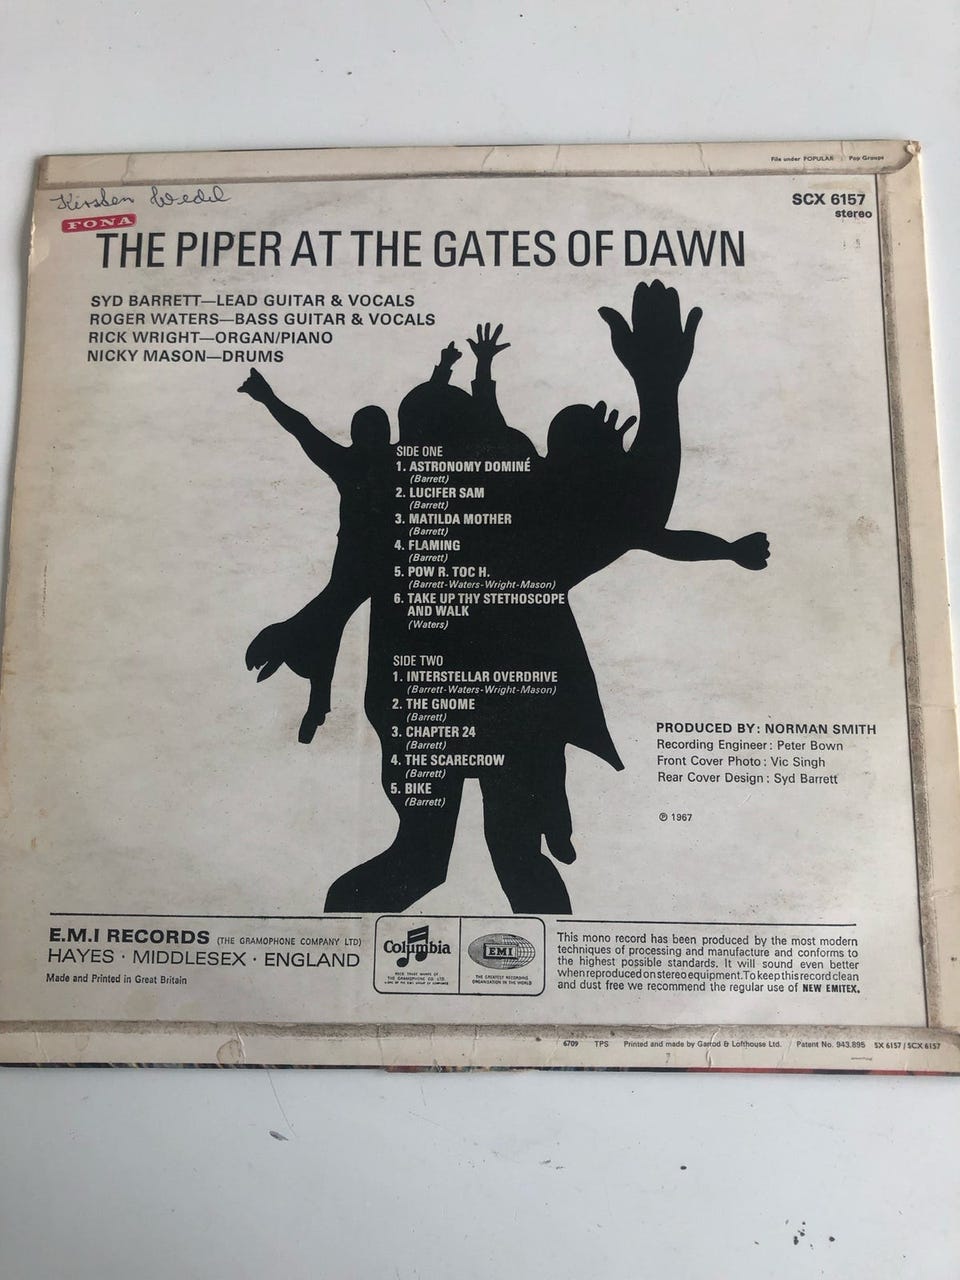 File under POPULAR : Pop Groups
Kirsten Wedel
SCX 6157
stereo
FONA
THE PIPER AT THE GATES OF DAWN
SYD BARRETT—LEAD GUITAR & VOCALS
ROGER WATERS—BASS GUITAR & VOCALS
RICK WRIGHT—ORGAN/PIANO
NICKY MASON—DRUMS
SIDE ONE
1. ASTRONOMY DOMINÉ
(Barrett)
2. LUCIFER SAM
(Barrett)
3. MATILDA MOTHER
(Barrett)
4. FLAMING
(Barrett)
5. POW R. TOC H.
(Barrett-Waters-Wright-Mason)
6. TAKE UP THY STETHOSCOPE
AND WALK
(Waters)
SIDE TWO
1. INTERSTELLAR OVERDRIVE
(Barrett-Waters-Wright-Mason)
2. THE GNOME
(Barrett)
3. CHAPTER 24
(Barrett)
4. THE SCARECROW
(Barrett)
5. BIKE
(Barrett)
PRODUCED BY: NORMAN SMITH
Recording Engineer: Peter Bown
Front Cover Photo: Vic Singh
Rear Cover Design: Syd Barrett
℗ 1967
E.M.I RECORDS (THE GRAMOPHONE COMPANY LTD)
HAYES · MIDDLESEX · ENGLAND
Made and Printed in Great Britain
Columbia
EMI
THE GREATEST RECORDING
ORGANISATION IN THE WORLD
This mono record has been produced by the most modern
techniques of processing and manufacture and conforms to
the highest possible standards. It will sound even better
when reproduced on stereo equipment. To keep this record clean
and dust free we recommend the regular use of NEW EMITEX.
6709 TPS Printed and made by Garrod & Lofthouse Ltd. Patent No. 943,895 SX 6157/SCX 6157